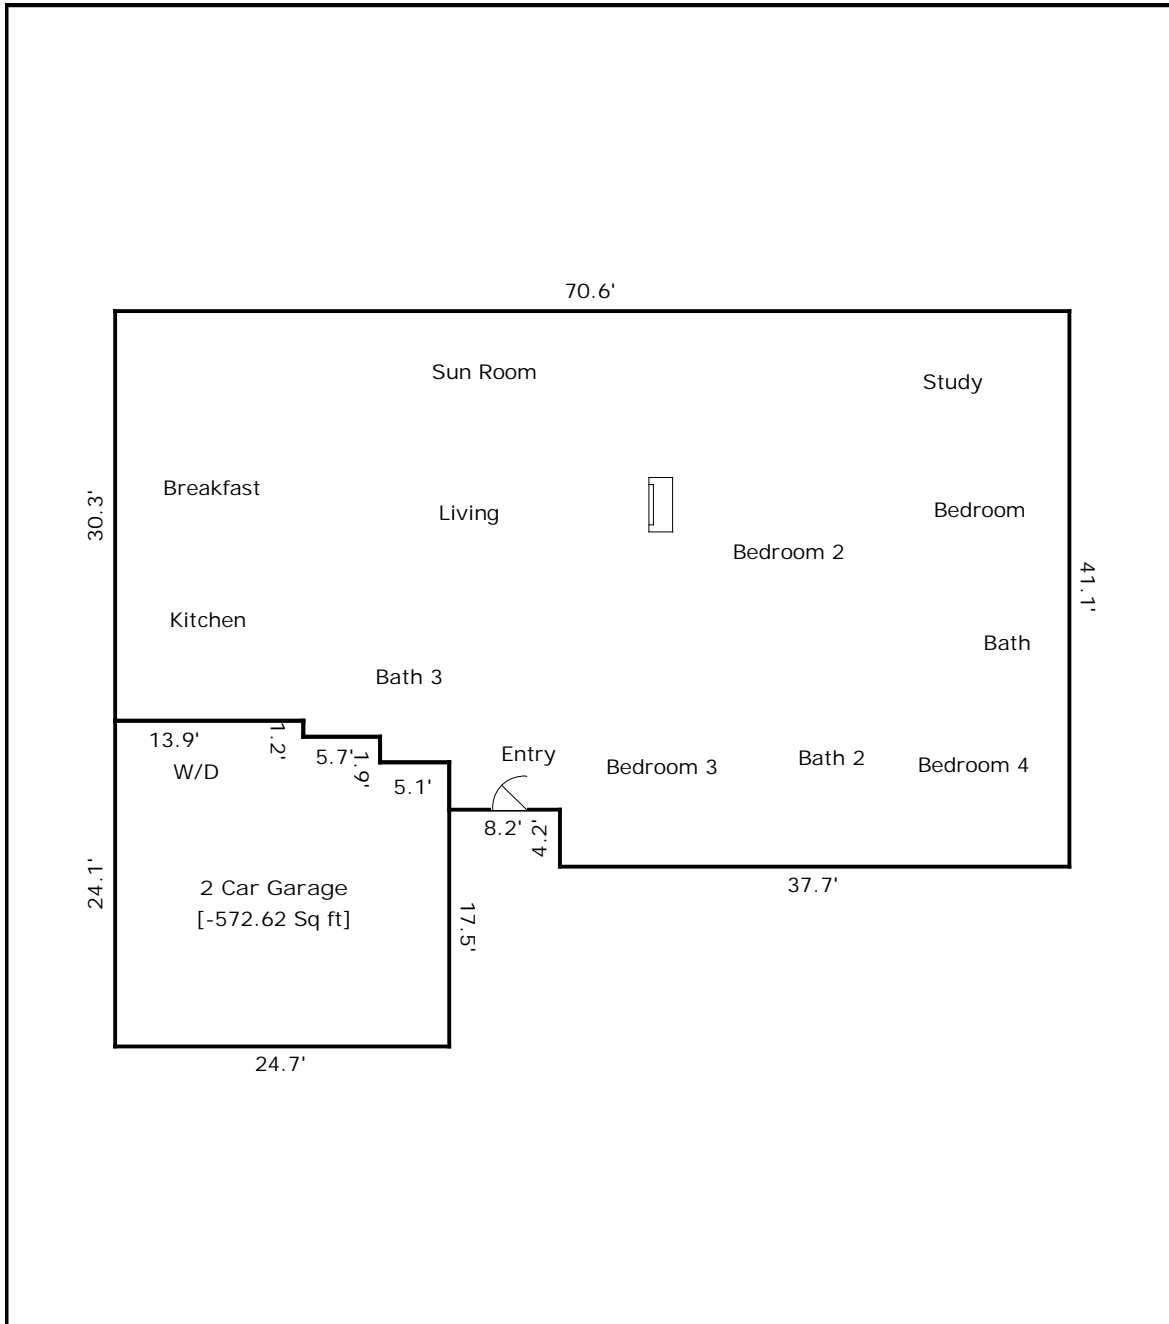 70.6'
Sun Room
Study
Breakfast
30.3'
Living
Bedroom
Bedroom 2
41.1'
Kitchen
Bath
Bath 3
13.9'
1.2'
5.7'
1.9'
W/D
5.1'
Entry
Bedroom 3
Bath 2
Bedroom 4
8.2'
4.2'
37.7'
24.1'
2 Car Garage
[-572.62 Sq ft]
17.5'
24.7'